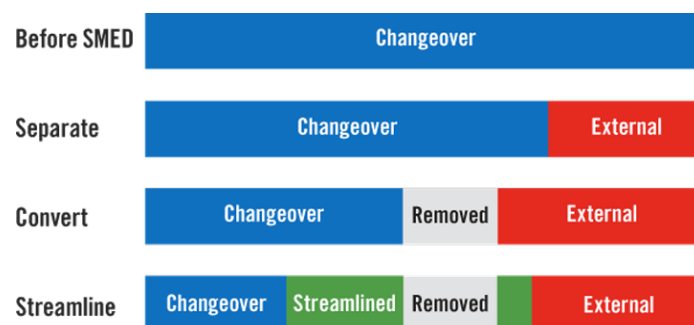 Before SMED Changeover
Separate Changeover External
Convert Changeover Removed External
Streamline Changeover Streamlined Removed External